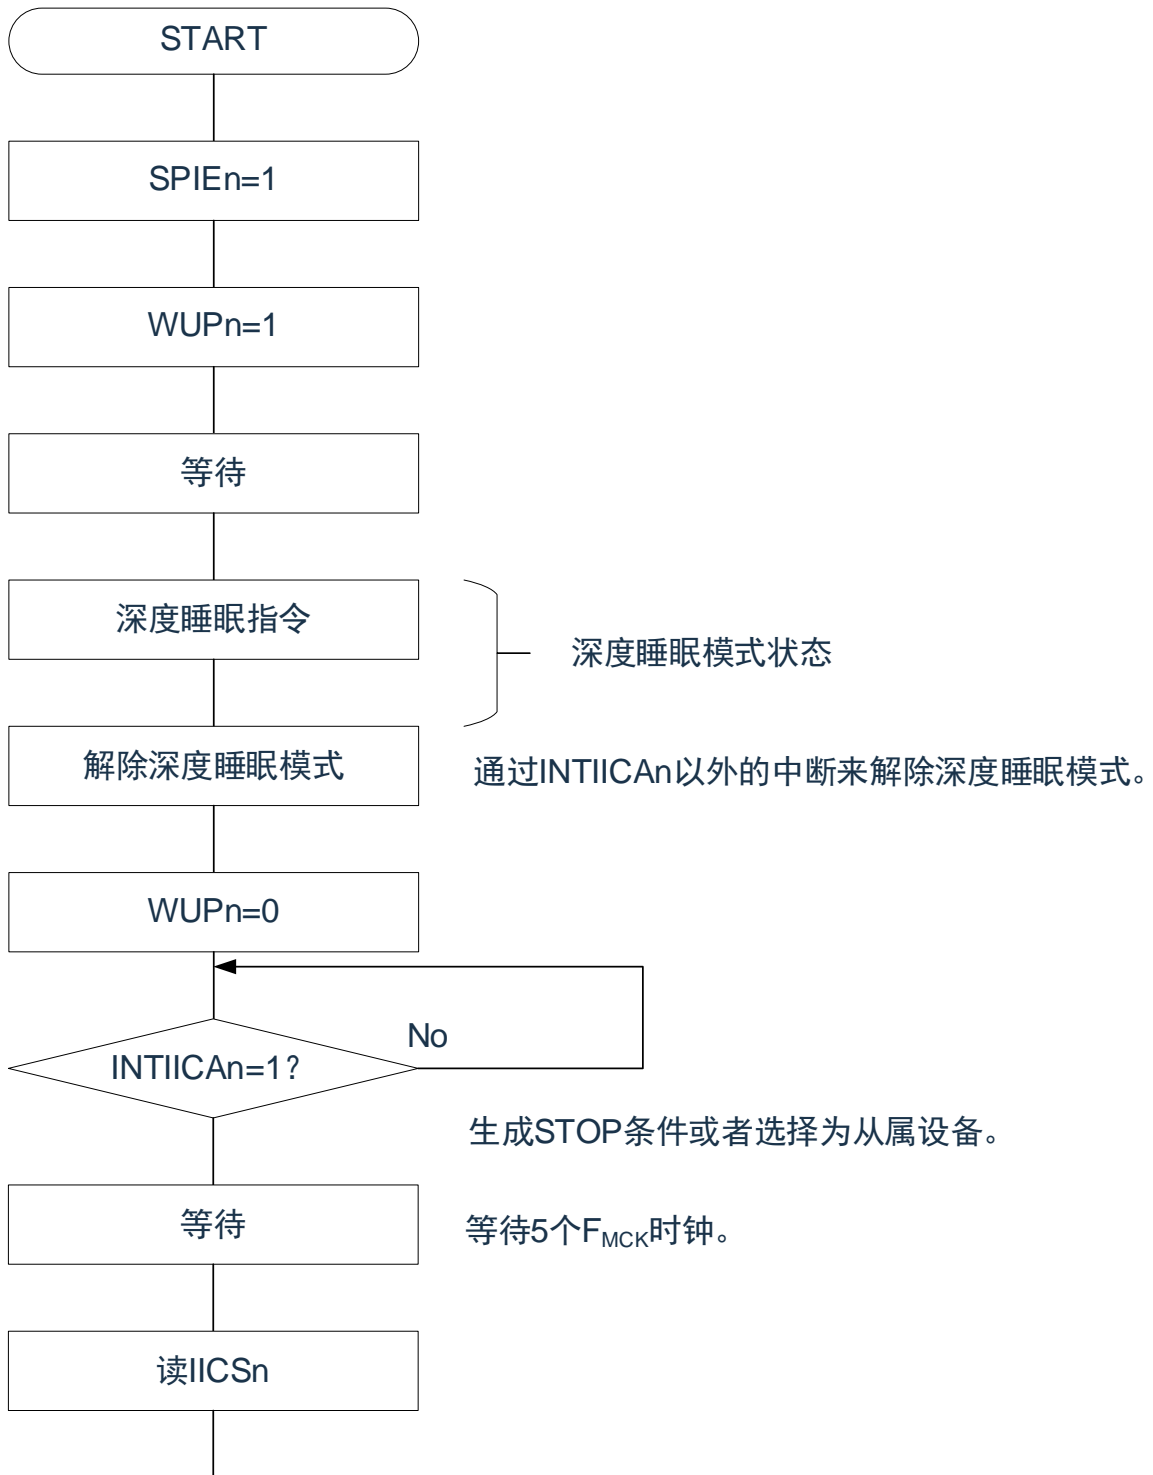 START
SPIEn=1
WUPn=1
等待
深度睡眠指令
深度睡眠模式状态
解除深度睡眠模式
通过INTIICAn以外的中断来解除深度睡眠模式。
WUPn=0
No
INTIICAn=1?
生成STOP条件或者选择为从属设备。
等待
等待5个FMCK时钟。
读IICSn